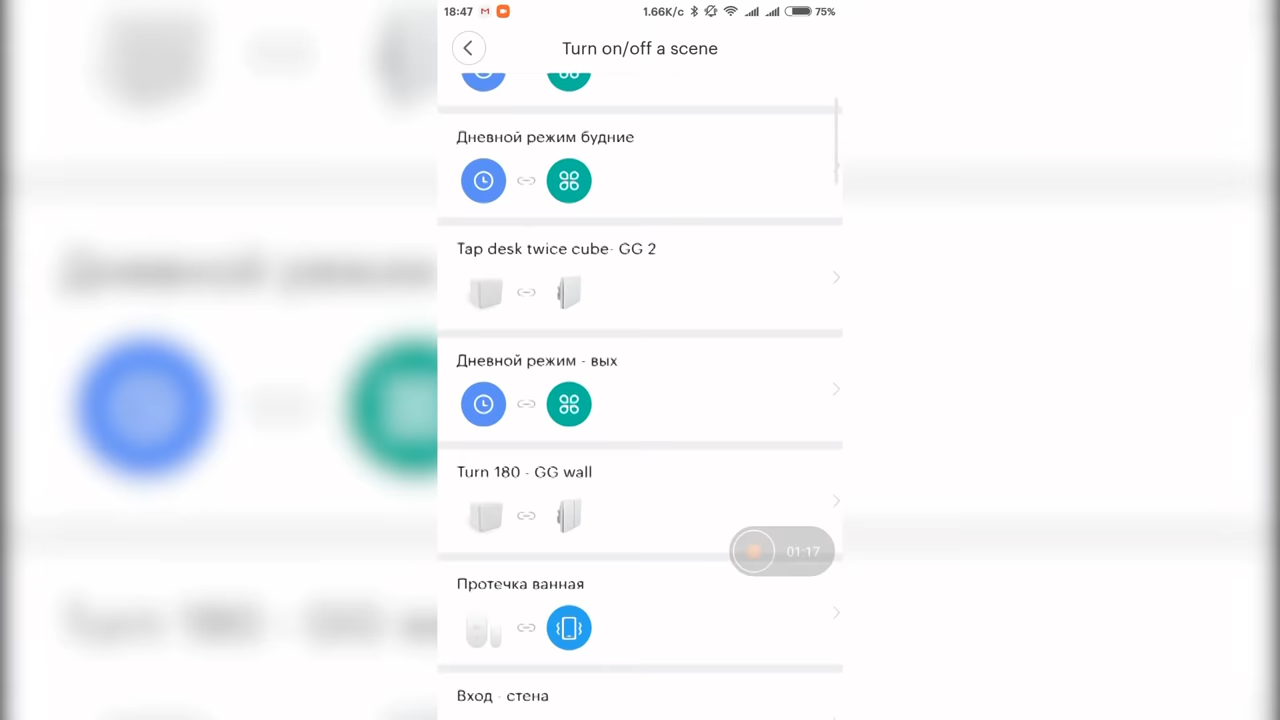 18:47 1.66K/c 75%
Turn on/off a scene
Дневной режим будние
Tap desk twice cube- GG 2
Дневной режим - вых
Turn 180 - GG wall
01:17
Протечка ванная
Вход - стена